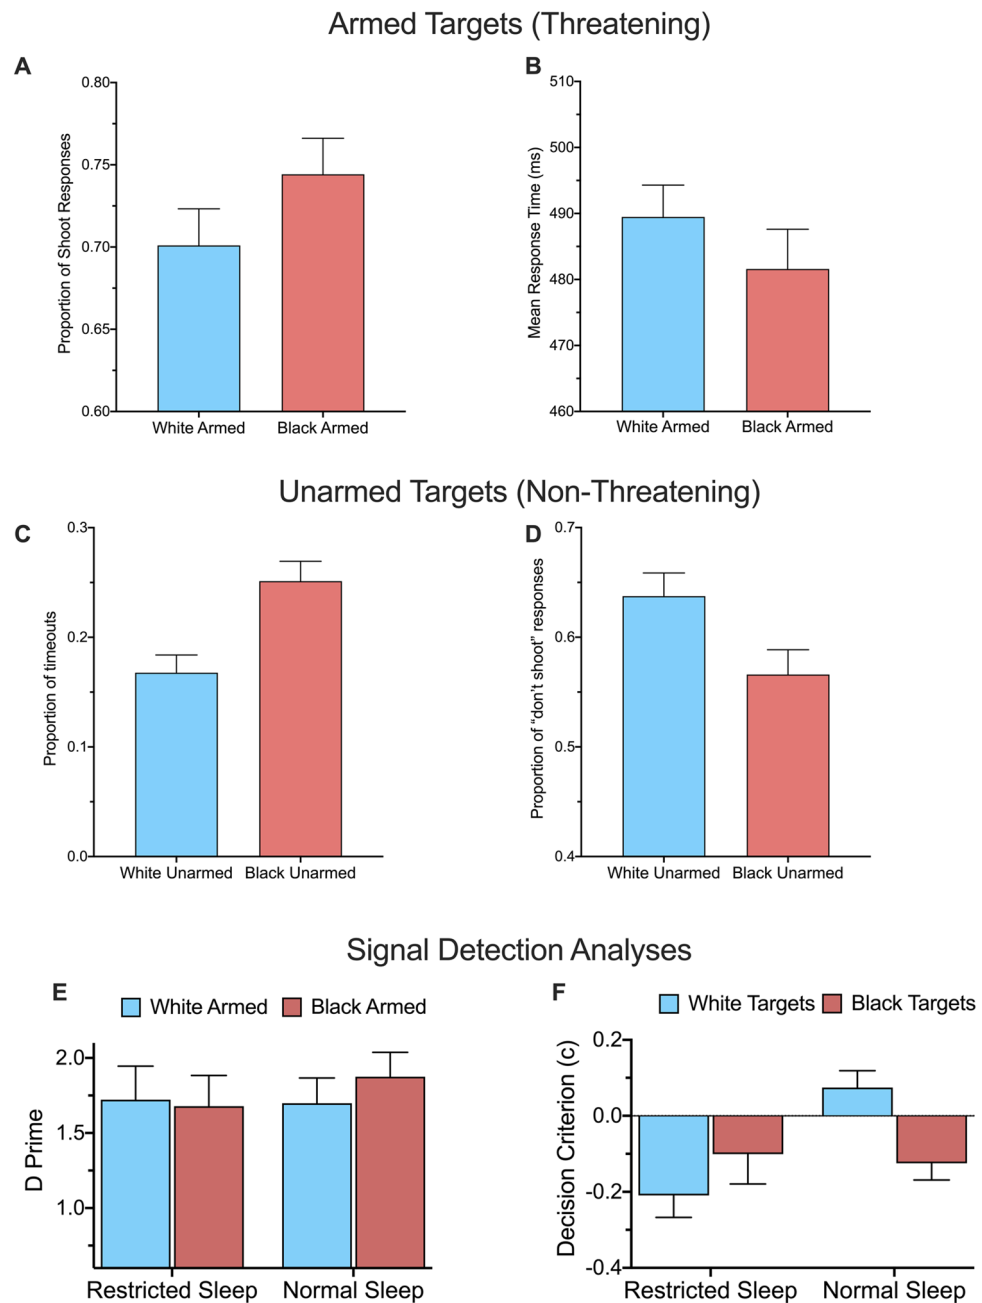 Armed Targets (Threatening)
A
B
0.80
0.75
0.70
0.65
0.60
Proportion of Shoot Responses
White Armed
Black Armed
510
500
490
480
470
460
Mean Response Time (ms)
White Armed
Black Armed
Unarmed Targets (Non-Threatening)
C
D
0.3
0.2
0.1
0.0
Proportion of timeouts
White Unarmed
Black Unarmed
0.7
0.6
0.5
0.4
Proportion of “don’t shoot” responses
White Unarmed
Black Unarmed
Signal Detection Analyses
E
White Armed
Black Armed
2.0
1.5
1.0
D Prime
Restricted Sleep
Normal Sleep
F
White Targets
Black Targets
0.2
0.0
-0.2
-0.4
Decision Criterion (c)
Restricted Sleep
Normal Sleep